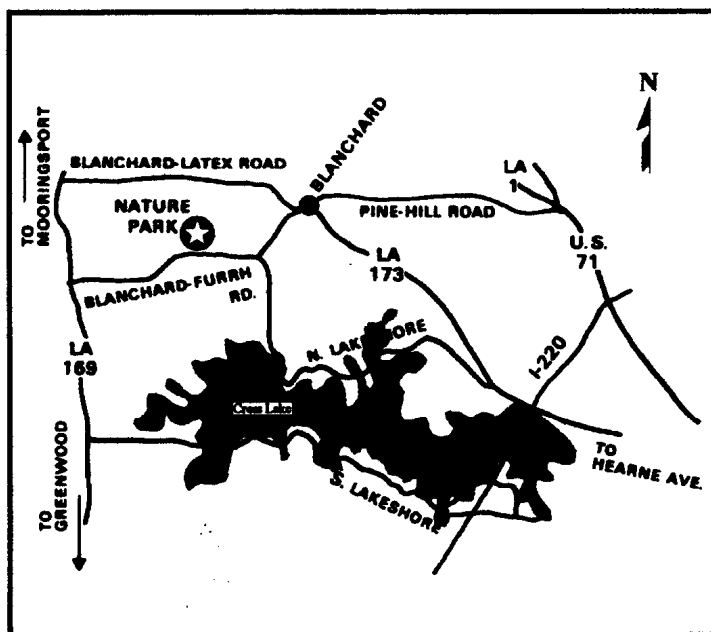 N
TO
MOORINGSPORT
BLANCHARD-LATEX ROAD
BLANCHARD
LA
1
NATURE
PARK
PINE-HILL ROAD
U.S.
71
LA
173
BLANCHARD-FURRH
RD.
LA
169
N. LAKESHORE
I-220
Cross Lake
TO
HEARNE AVE.
S. LAKESHORE
TO
GREENWOOD